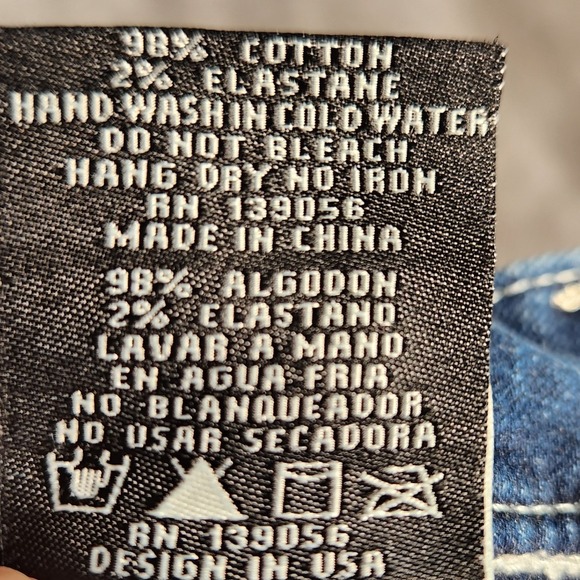 98% COTTON
2% ELASTANE
HAND WASH IN COLD WATER
DO NOT BLEACH
HANG DRY NO IRON
RN 139056
MADE IN CHINA
98% ALGODON
2% ELASTANO
LAVAR A MANO
EN AGUA FRIA
NO BLANQUEADOR
NO USAR SECADORA
RN 139056
DESIGN IN USA